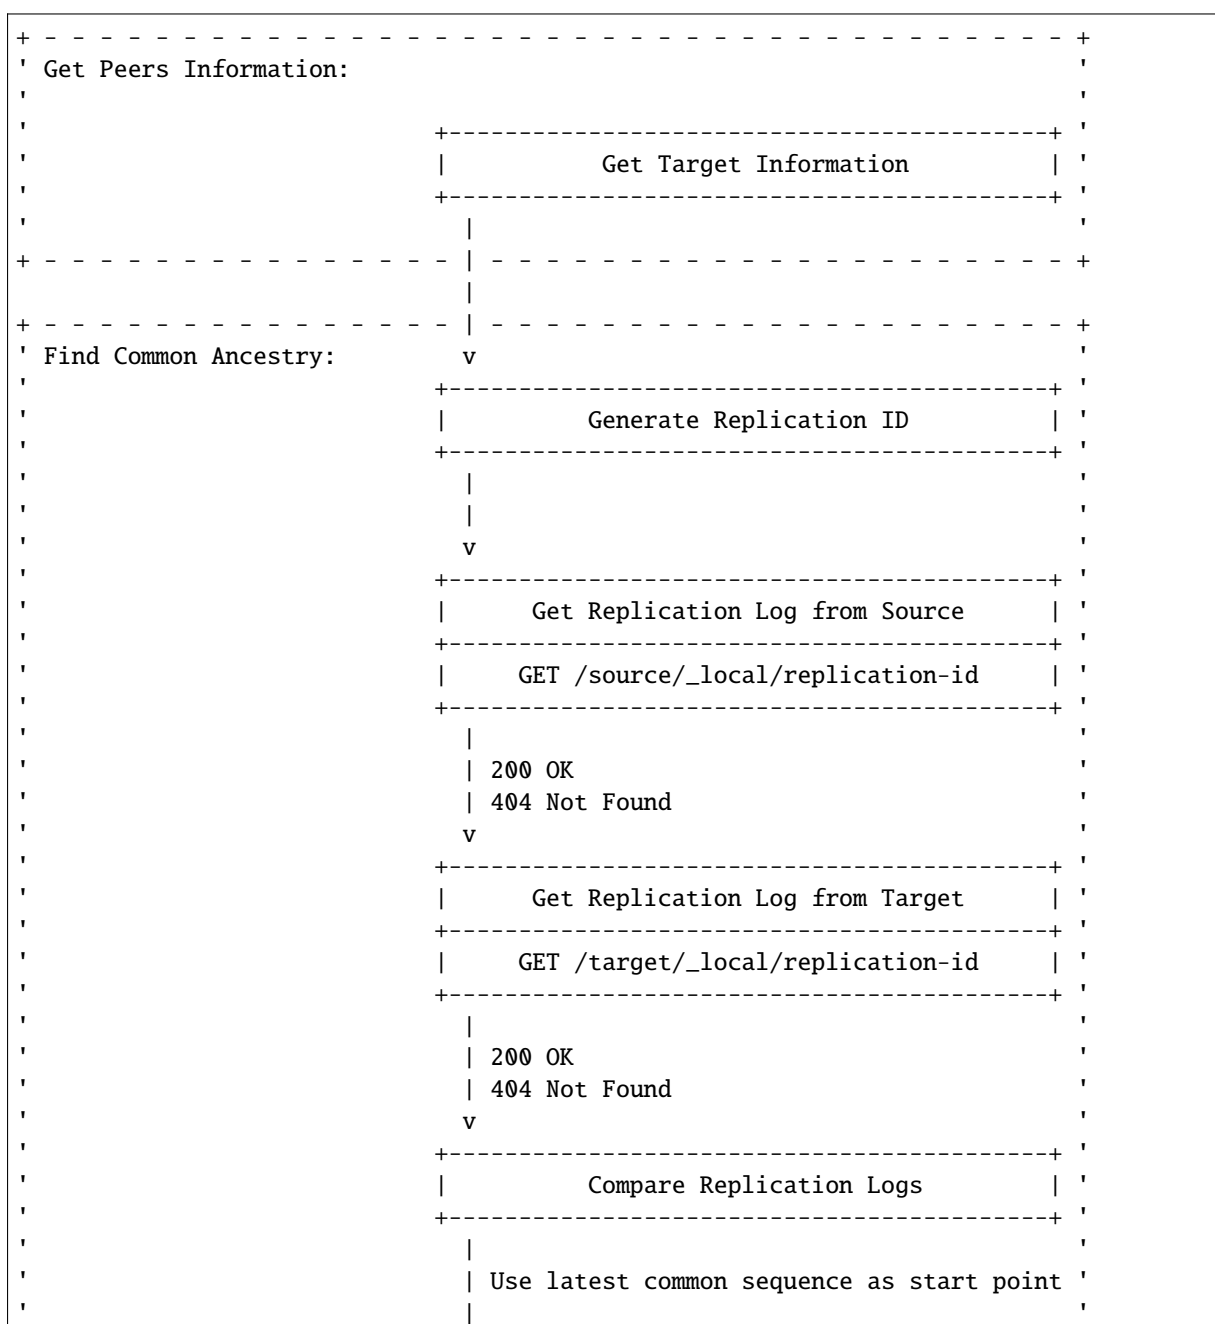 + - - - - - - - - - - - - - - - - - - - - - - - - - - - - - - - - - - - - - +
' Get Peers Information:                                                    '
'                                                                           '
'                             +-------------------------------------------+ '
'                             |           Get Target Information          | '
'                             +-------------------------------------------+ '
'                               |                                           '
+ - - - - - - - - - - - - - - - | - - - - - - - - - - - - - - - - - - - - - +
                                |
+ - - - - - - - - - - - - - - - | - - - - - - - - - - - - - - - - - - - - - +
' Find Common Ancestry:         v                                           '
'                             +-------------------------------------------+ '
'                             |          Generate Replication ID          | '
'                             +-------------------------------------------+ '
'                               |                                           '
'                               |                                           '
'                               v                                           '
'                             +-------------------------------------------+ '
'                             |      Get Replication Log from Source      | '
'                             +-------------------------------------------+ '
'                             |     GET /source/_local/replication-id     | '
'                             +-------------------------------------------+ '
'                               |                                           '
'                               | 200 OK                                    '
'                               | 404 Not Found                             '
'                               v                                           '
'                             +-------------------------------------------+ '
'                             |      Get Replication Log from Target      | '
'                             +-------------------------------------------+ '
'                             |     GET /target/_local/replication-id     | '
'                             +-------------------------------------------+ '
'                               |                                           '
'                               | 200 OK                                    '
'                               | 404 Not Found                             '
'                               v                                           '
'                             +-------------------------------------------+ '
'                             |          Compare Replication Logs         | '
'                             +-------------------------------------------+ '
'                               |                                           '
'                               | Use latest common sequence as start point '
'                               |                                           '